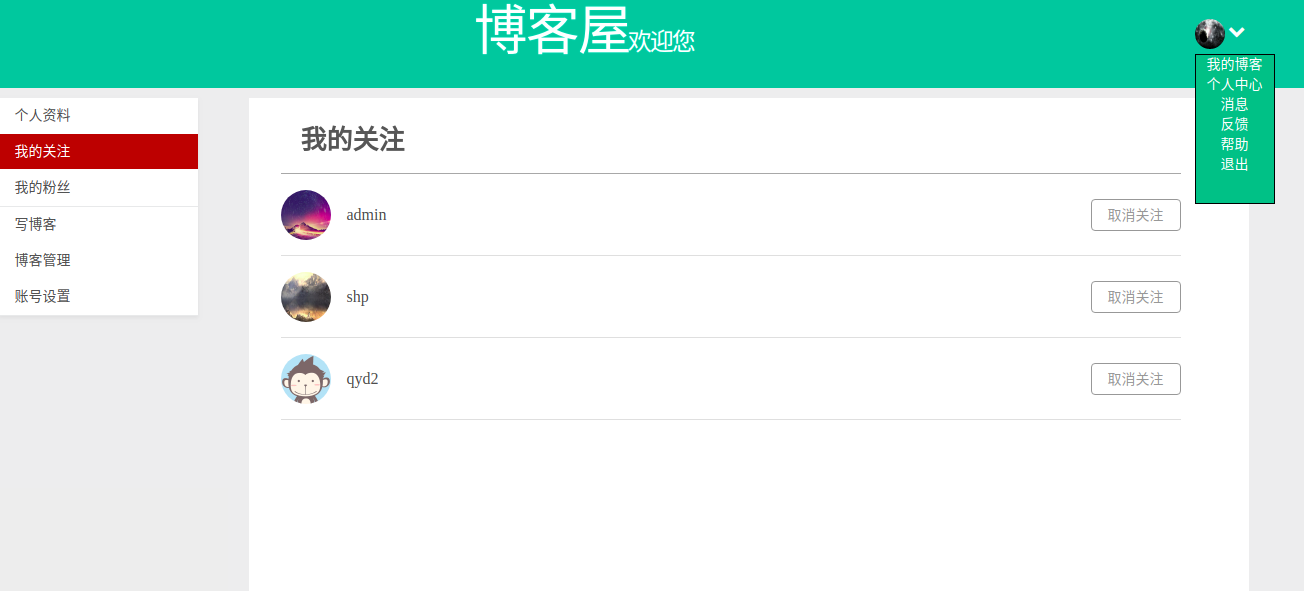 博客屋欢迎您
我的博客
个人中心
消息
反馈
帮助
退出
个人资料
我的关注
我的粉丝
写博客
博客管理
账号设置
我的关注
admin
取消关注
shp
取消关注
qyd2
取消关注